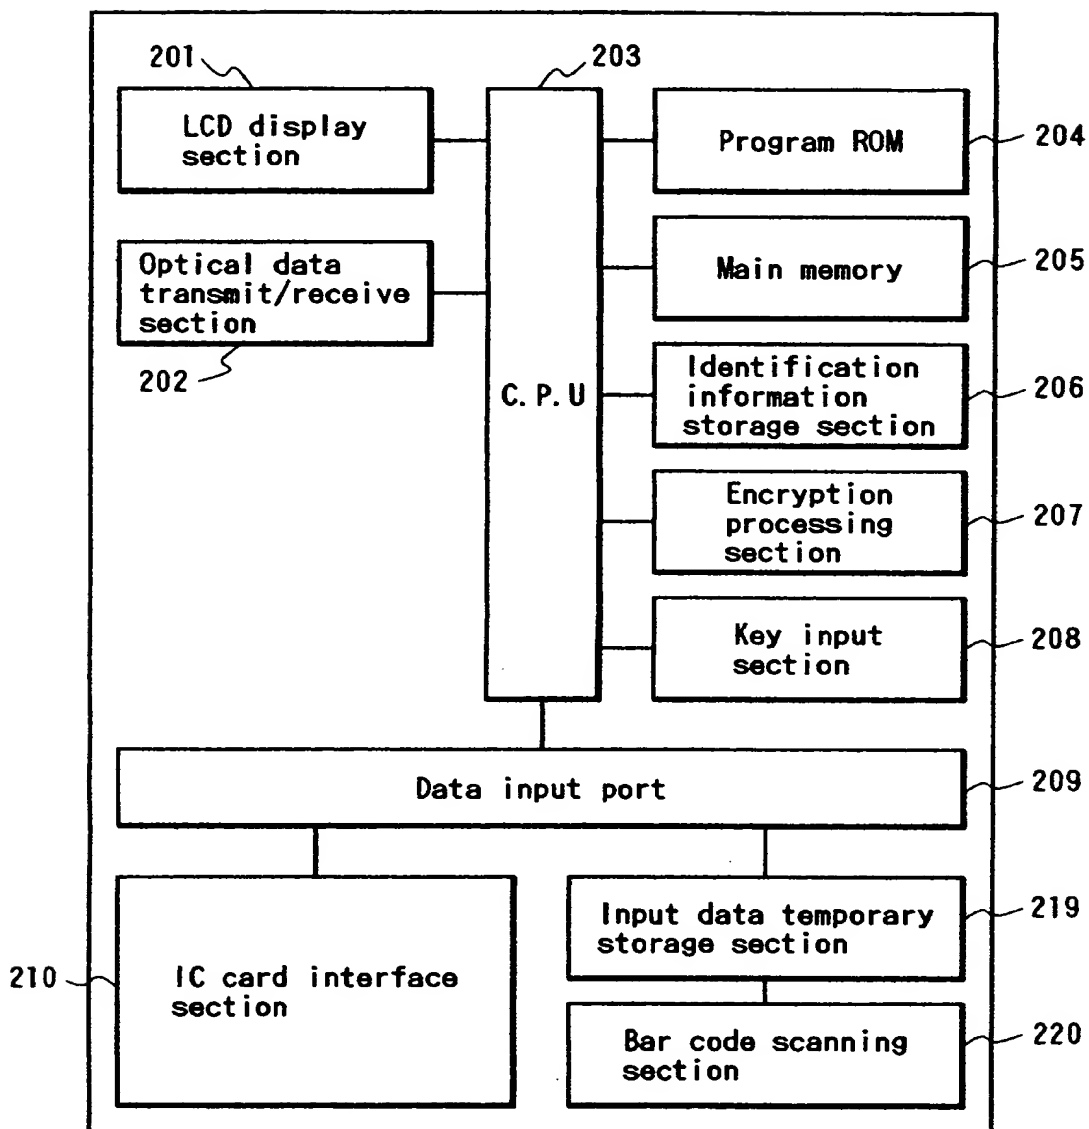 201
203
LCD display
section
Program ROM
204
Optical data
transmit/receive
section
202
Main memory
205
C.P.U
Identification
information
storage section
206
Encryption
processing
section
207
Key input
section
208
Data input port
209
210
IC card interface
section
Input data temporary
storage section
219
Bar code scanning
section
220